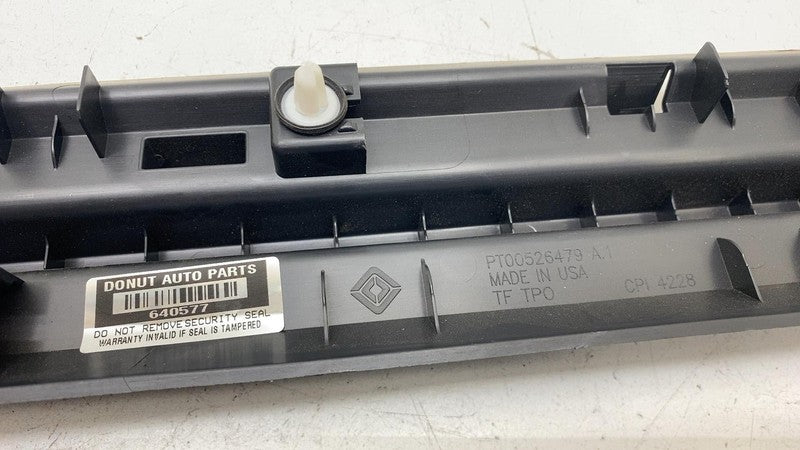 DONUT AUTO PARTS
640577
DO NOT REMOVE SECURITY SEAL
WARRANTY INVALID IF SEAL IS TAMPERED
PT00526479 A.1
MADE IN USA
TF TPO CPI 4228